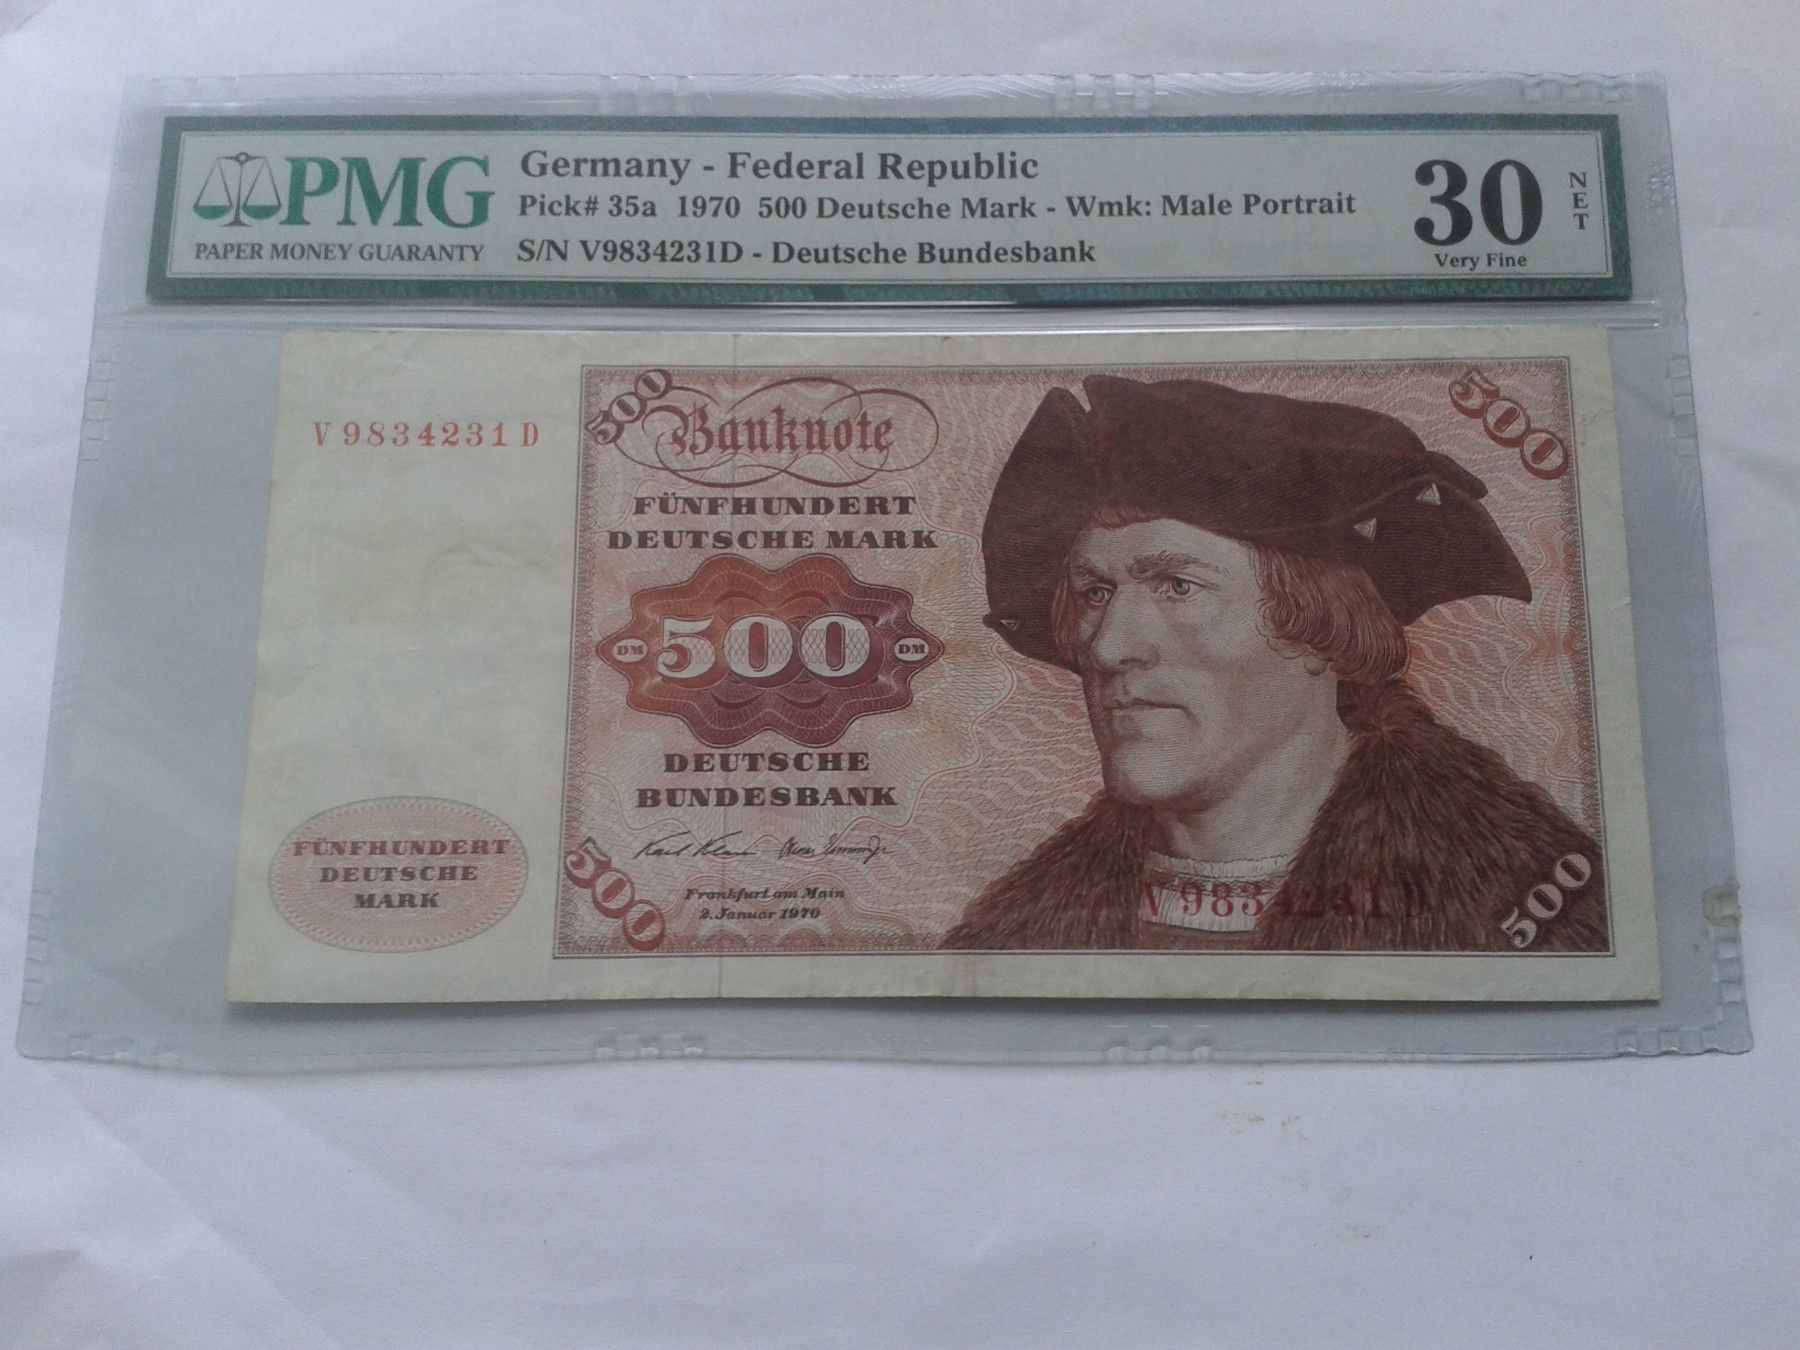 PMG
PAPER MONEY GUARANTY
Germany - Federal Republic
Pick# 35a 1970 500 Deutsche Mark - Wmk: Male Portrait
S/N V9834231D - Deutsche Bundesbank
30
NET
Very Fine
V9834231D
500
Banknote
500
FÜNFHUNDERT
DEUTSCHE MARK
DM 500 DM
DEUTSCHE
BUNDESBANK
FÜNFHUNDERT
DEUTSCHE
MARK
Frankfurt am Main
2. Januar 1970
V9834231D
500
500